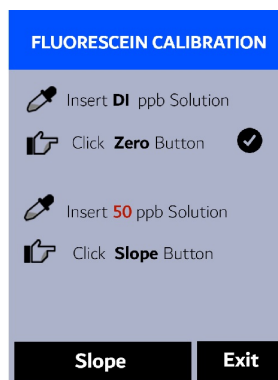 FLUORESCEIN CALIBRATION
Insert DI ppb Solution
Click Zero Button
Insert 50 ppb Solution
Click Slope Button
Slope
Exit